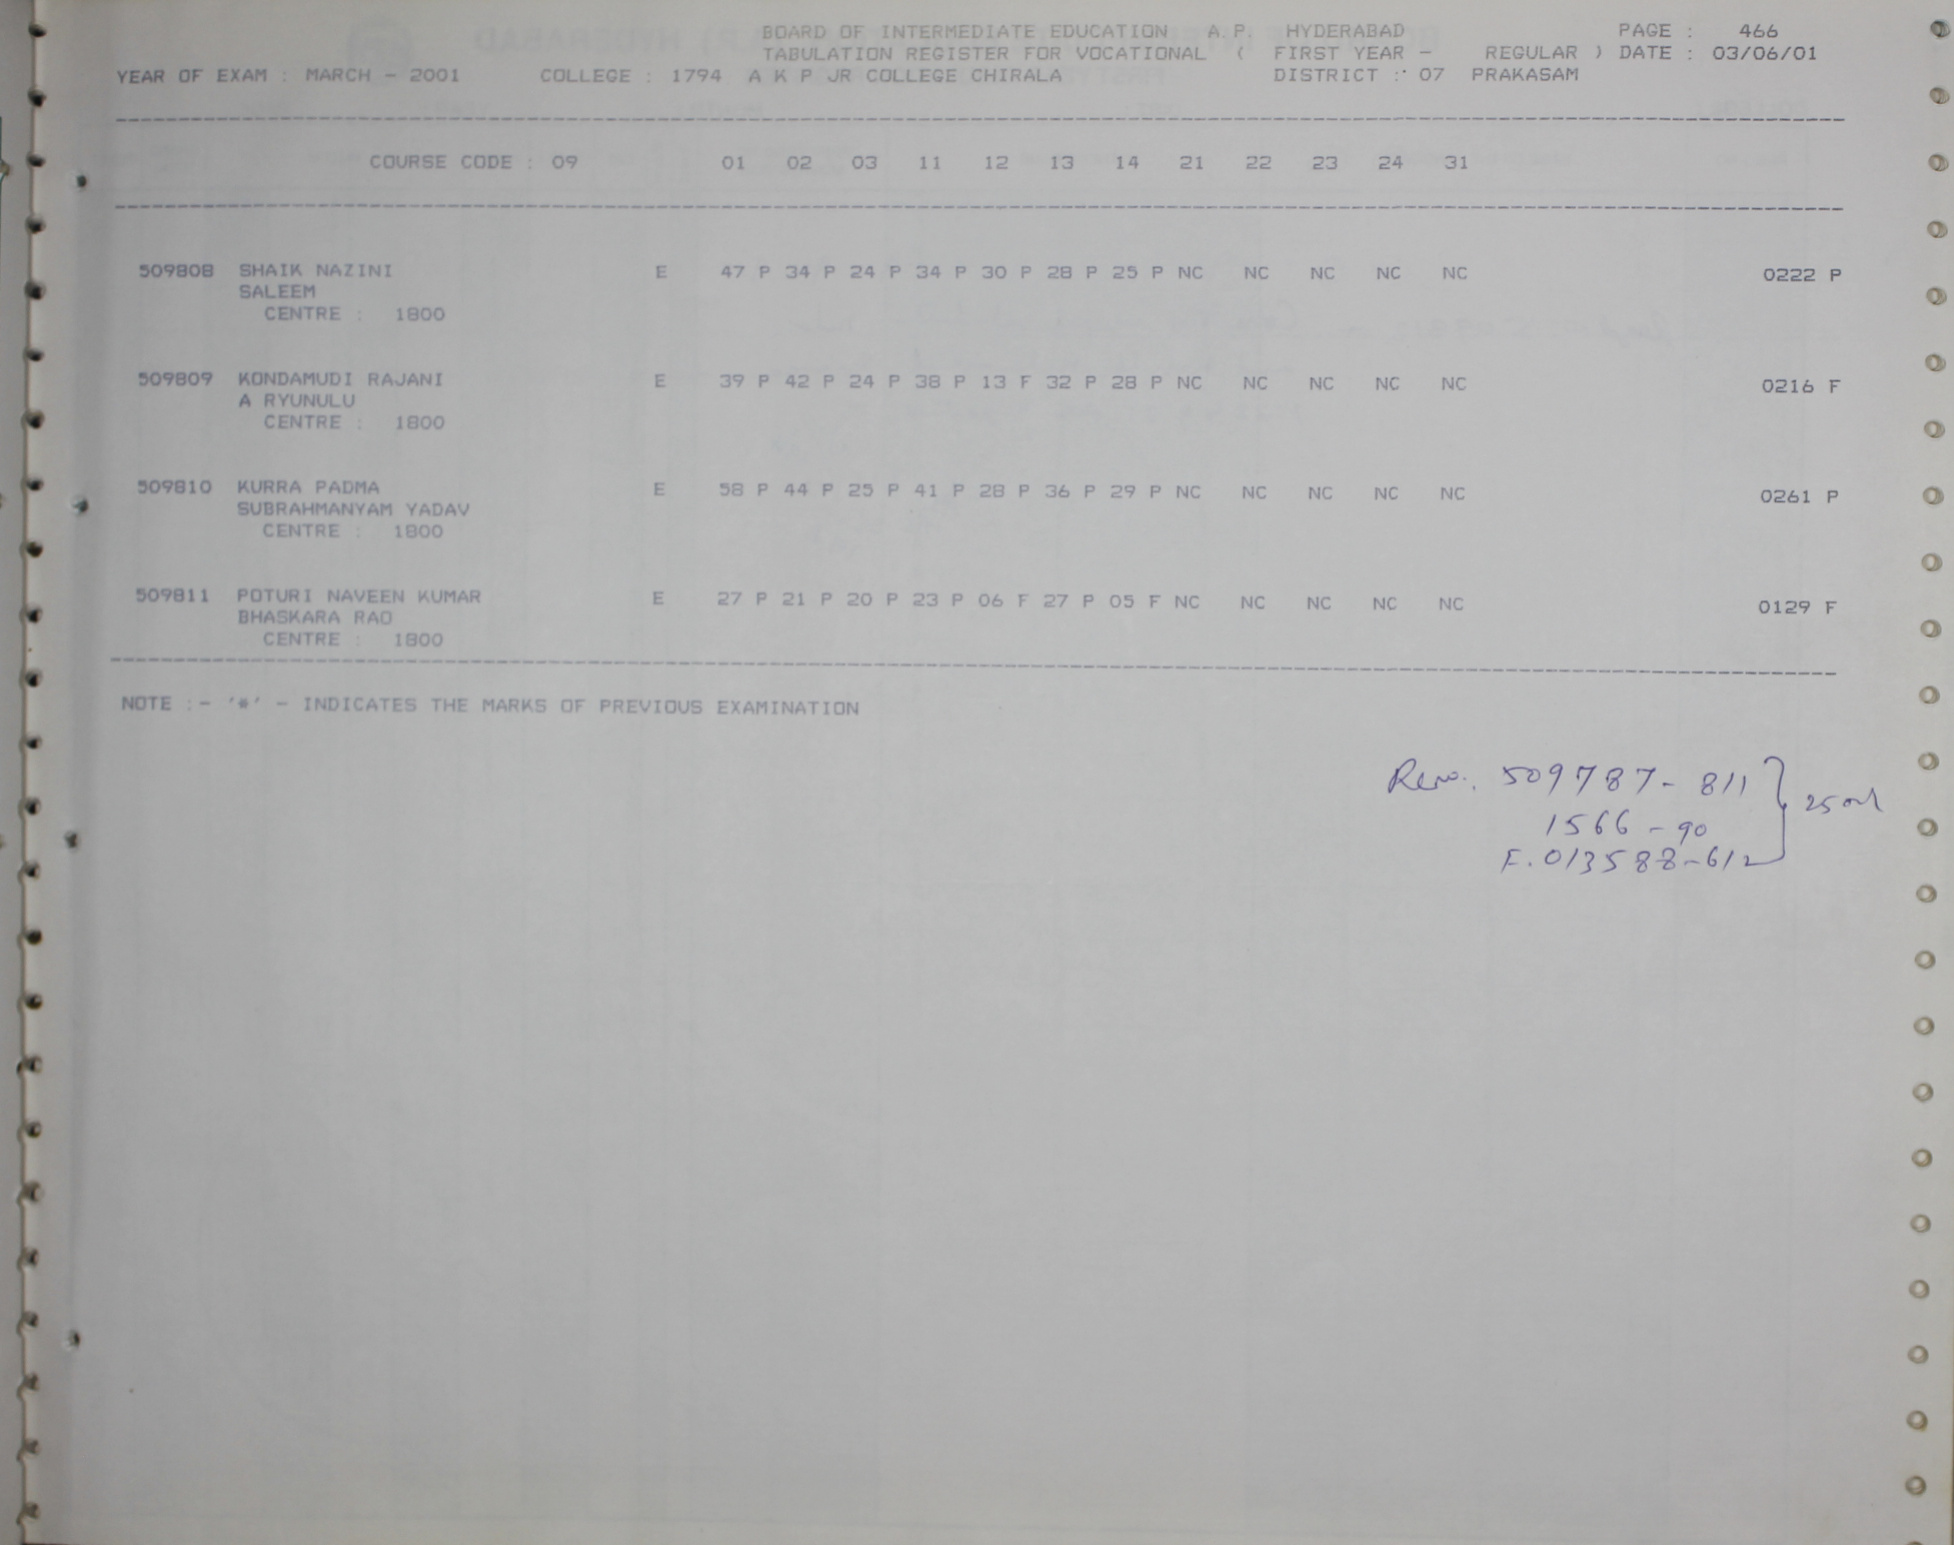 BOARD OF INTERMEDIATE EDUCATION A.P. HYDERABAD PAGE : 466
TABULATION REGISTER FOR VOCATIONAL ( FIRST YEAR - REGULAR ) DATE : 03/06/01
YEAR OF EXAM : MARCH - 2001 COLLEGE : 1794 A K P JR COLLEGE CHIRALA DISTRICT : 07 PRAKASAM
COURSE CODE : 09 01 02 03 11 12 13 14 21 22 23 24 31
509808 SHAIK NAZINI E 47 P 34 P 24 P 34 P 30 P 28 P 25 P NC NC NC NC NC 0222 P
SALEEM
CENTRE : 1800
509809 KONDAMUDI RAJANI E 39 P 42 P 24 P 38 P 13 F 32 P 28 P NC NC NC NC NC 0216 F
A RYUNULU
CENTRE : 1800
509810 KURRA PADMA E 58 P 44 P 25 P 41 P 28 P 36 P 29 P NC NC NC NC NC 0261 P
SUBRAHMANYAM YADAV
CENTRE : 1800
509811 POTURI NAVEEN KUMAR E 27 P 21 P 20 P 23 P 06 F 27 P 05 F NC NC NC NC NC 0129 F
BHASKARA RAO
CENTRE : 1800
NOTE :- '*' - INDICATES THE MARKS OF PREVIOUS EXAMINATION
509787 - 811
1566 - 90
F. 013588 - 612